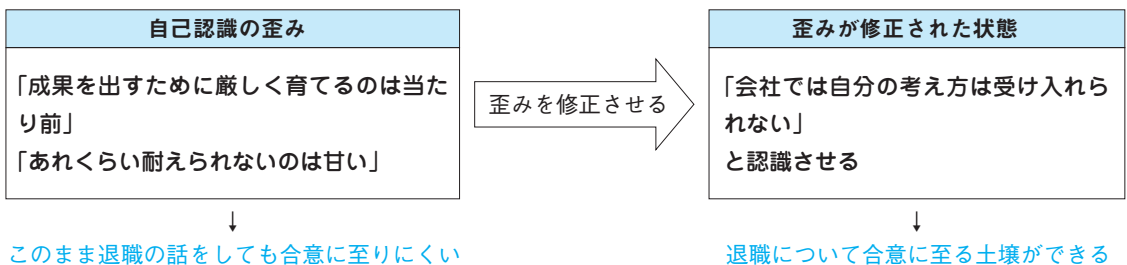 自己認識の歪み
「成果を出すために厳しく育てるのは当た
り前」
「あれくらい耐えられないのは甘い」
↓
このまま退職の話をしても合意に至りにくい
歪みを修正させる
歪みが修正された状態
「会社では自分の考え方は受け入れら
れない」
と認識させる
↓
退職について合意に至る土壌ができる